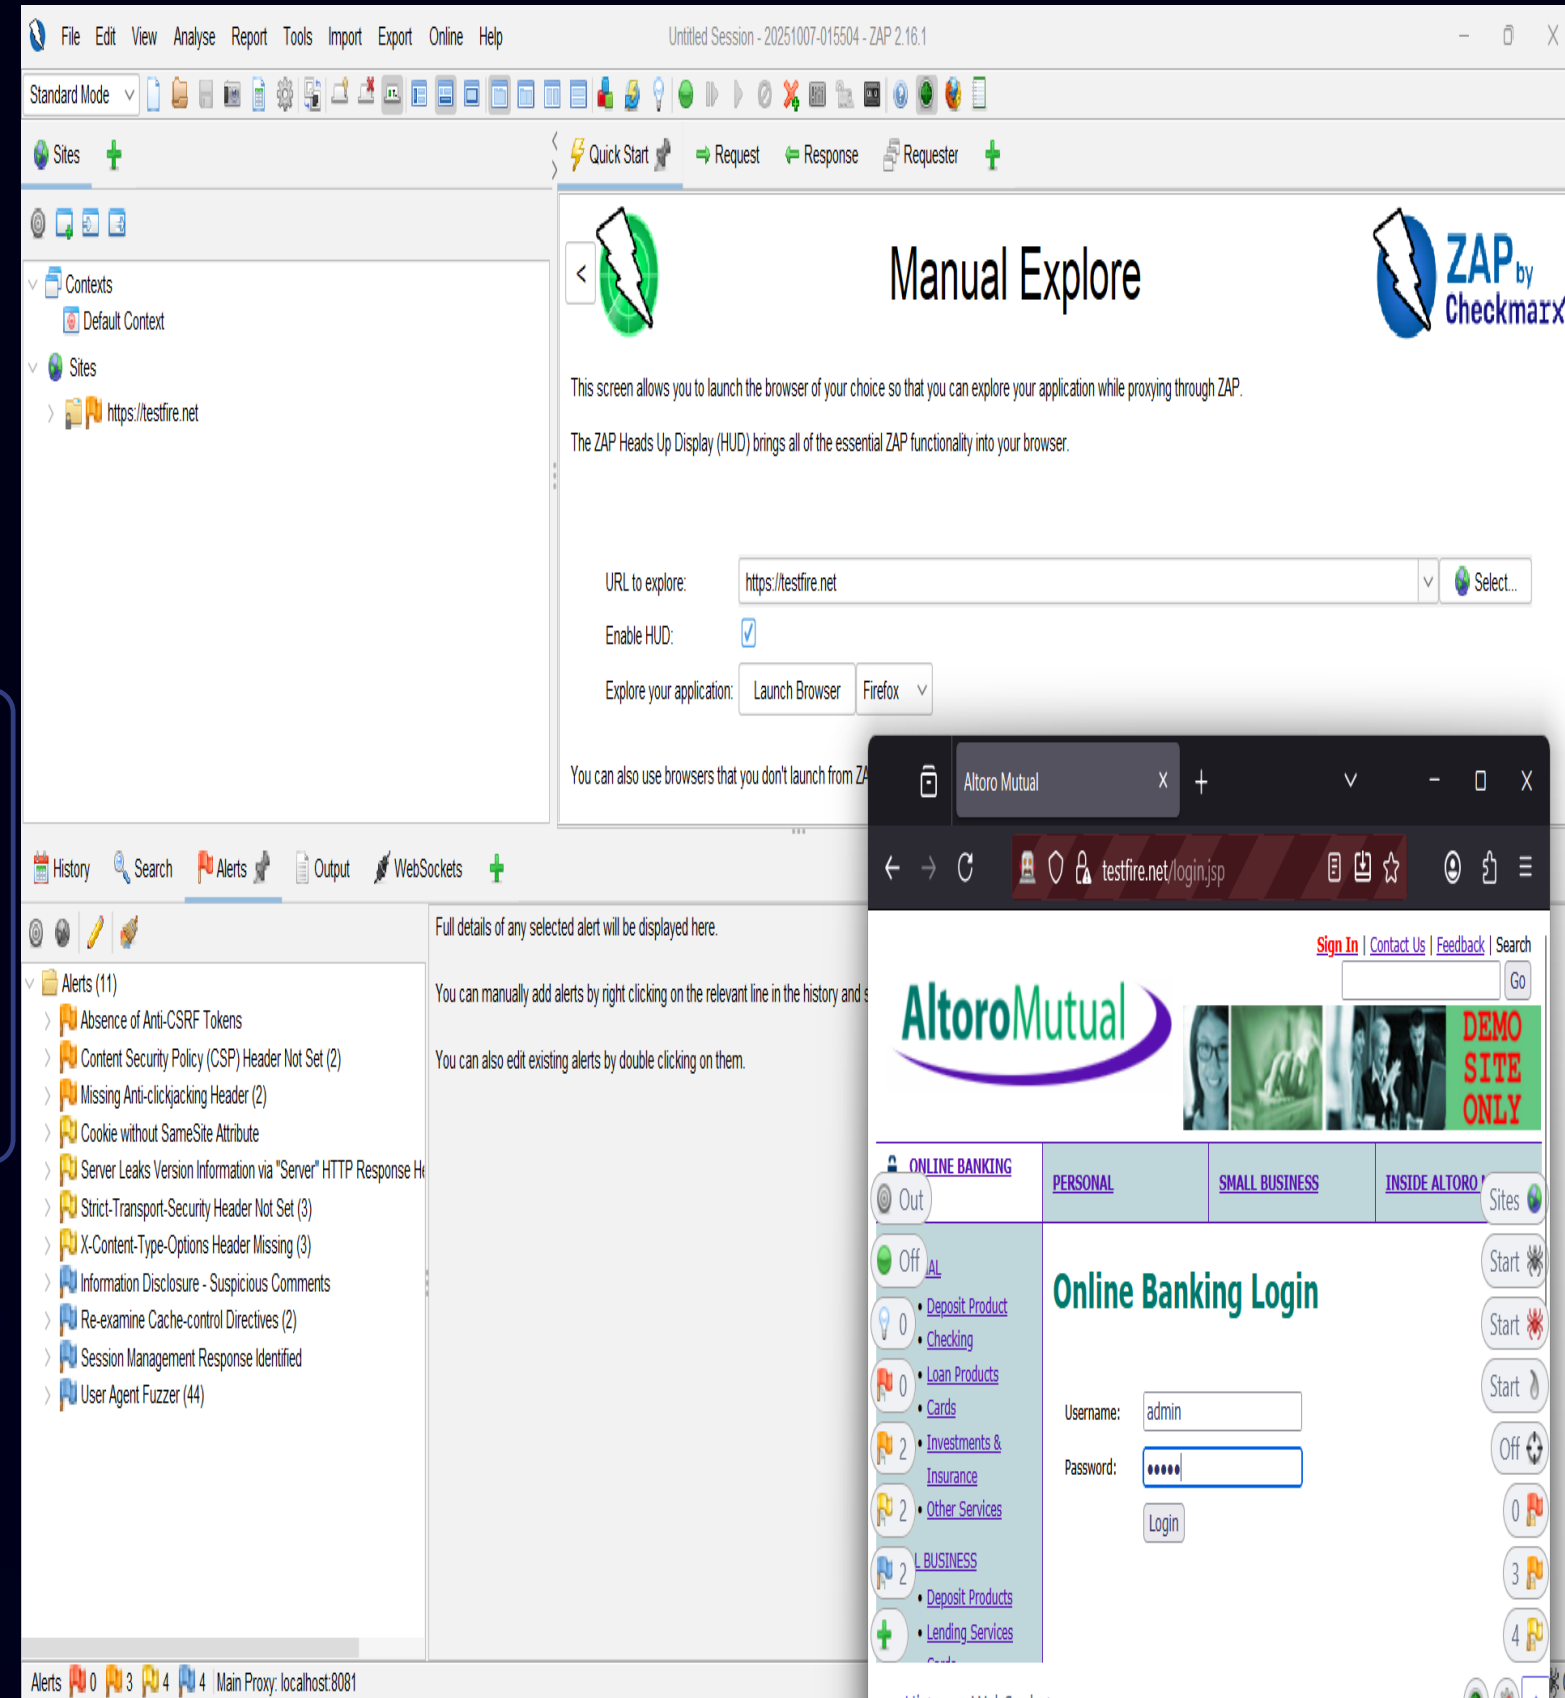 File Edit View Analyse Report Tools Import Export Online Help
Untitled Session - 20251007-015504 - ZAP 2.16.1
Standard Mode
Sites
Quick Start
Request
Response
Requester
Contexts
Default Context
Sites
https://testfire.net
<
Manual Explore
ZAP by
Checkmarx
This screen allows you to launch the browser of your choice so that you can explore your application while proxying through ZAP.
The ZAP Heads Up Display (HUD) brings all of the essential ZAP functionality into your browser.
URL to explore:
https://testfire.net
Select...
Enable HUD:
Explore your application:
Launch Browser
Firefox
You can also use browsers that you don't launch from ZA
History
Search
Alerts
Output
WebSockets
Alerts (11)
Absence of Anti-CSRF Tokens
Content Security Policy (CSP) Header Not Set (2)
Missing Anti-clickjacking Header (2)
Cookie without SameSite Attribute
Server Leaks Version Information via "Server" HTTP Response He
Strict-Transport-Security Header Not Set (3)
X-Content-Type-Options Header Missing (3)
Information Disclosure - Suspicious Comments
Re-examine Cache-control Directives (2)
Session Management Response Identified
User Agent Fuzzer (44)
Full details of any selected alert will be displayed here.
You can manually add alerts by right clicking on the relevant line in the history and s
You can also edit existing alerts by double clicking on them.
Alerts 0 3 4 4 Main Proxy: localhost:8081
Altoro Mutual
testfire.net/login.jsp
Sign In | Contact Us | Feedback | Search
Go
AltoroMutual
DEMO
SITE
ONLY
ONLINE BANKING
PERSONAL
SMALL BUSINESS
INSIDE ALTORO
Out
Off
0
0
2
2
2
AL
Deposit Product
Checking
Loan Products
Cards
Investments &
Insurance
Other Services
L BUSINESS
Deposit Products
Lending Services
Online Banking Login
Username:
admin
Password:
•••••
Login
Sites
Start
Start
Start
Off
0
3
4